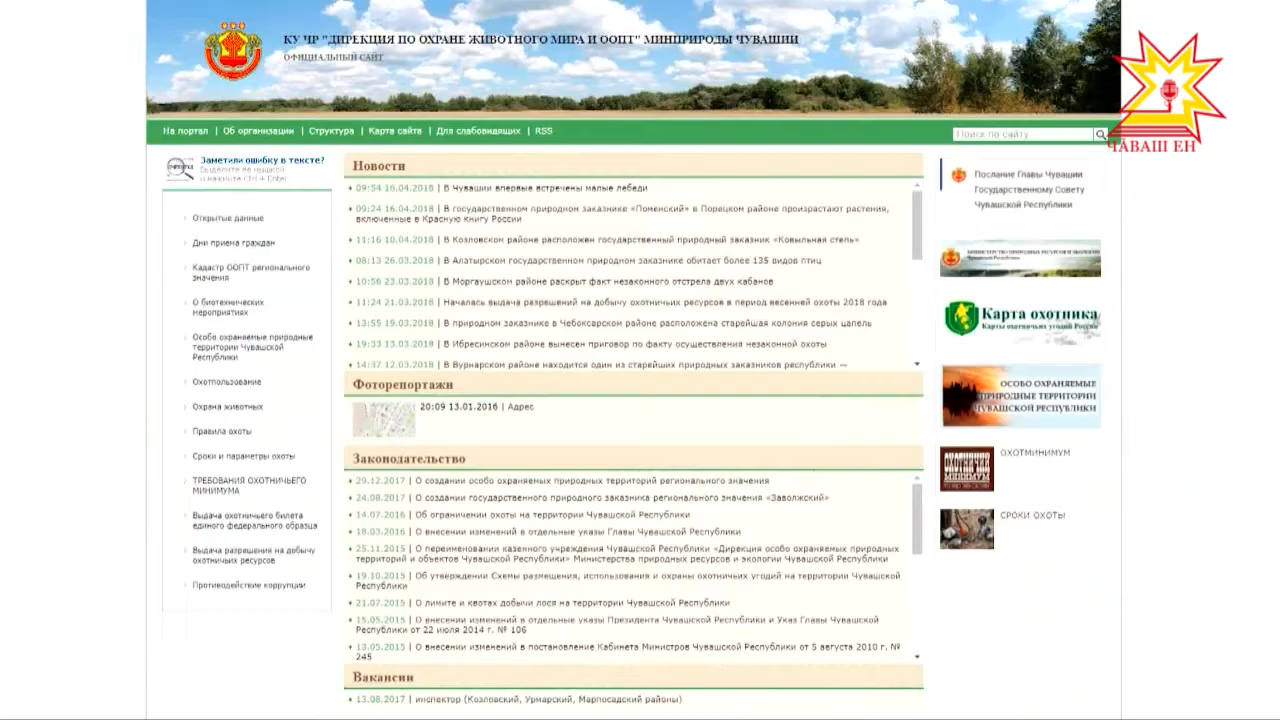 КУ ЧР "ДИРЕКЦИЯ ПО ОХРАНЕ ЖИВОТНОГО МИРА И ООПТ" МИНПРИРОДЫ ЧУВАШИИ
ОФИЦИАЛЬНЫЙ САЙТ
ЧӐВАШ ЕН
На портал | Об организации | Структура | Карта сайта | Для слабовидящих | RSS
Поиск по сайту
Заметили ошибку в тексте?
Выделите её мышкой
и нажмите Ctrl + Enter
Открытые данные
Дни приема граждан
Кадастр ООПТ регионального
значения
О биотехнических
мероприятиях
Особо охраняемые природные
территории Чувашской
Республики
Охотпользование
Охрана животных
Правила охоты
Сроки и параметры охоты
ТРЕБОВАНИЯ ОХОТНИЧЬЕГО
МИНИМУМА
Выдача охотничьего билета
единого федерального образца
Выдача разрешения на добычу
охотничьих ресурсов
Противодействие коррупции
Новости
09:54 16.04.2018 | В Чувашии впервые встречены малые лебеди
09:24 16.04.2018 | В государственном природном заказнике «Поменский» в Порецком районе произрастают растения,
включенные в Красную книгу России
11:16 10.04.2018 | В Козловском районе расположен государственный природный заказник «Ковыльная степь»
08:13 26.03.2018 | В Алатырском государственном природном заказнике обитает более 135 видов птиц
10:56 23.03.2018 | В Моргаушском районе раскрыт факт незаконного отстрела двух кабанов
11:24 21.03.2018 | Началась выдача разрешений на добычу охотничьих ресурсов в период весенней охоты 2018 года
13:55 19.03.2018 | В природном заказнике в Чебоксарском районе расположена старейшая колония серых цапель
19:33 13.03.2018 | В Ибресинском районе вынесен приговор по факту осуществления незаконной охоты
14:37 12.03.2018 | В Вурнарском районе находится один из старейших природных заказников республики —
Фоторепортажи
20:09 13.01.2016 | Адрес
Законодательство
29.12.2017 | О создании особо охраняемых природных территорий регионального значения
24.08.2017 | О создании государственного природного заказника регионального значения «Заволжский»
14.07.2016 | Об ограничении охоты на территории Чувашской Республики
18.03.2016 | О внесении изменений в отдельные указы Главы Чувашской Республики
25.11.2015 | О переименовании казенного учреждения Чувашской Республики «Дирекция особо охраняемых природных
территорий и объектов Чувашской Республики» Министерства природных ресурсов и экологии Чувашской Республики
19.10.2015 | Об утверждении Схемы размещения, использования и охраны охотничьих угодий на территории Чувашской
Республики
21.07.2015 | О лимите и квотах добычи лося на территории Чувашской Республики
15.05.2015 | О внесении изменений в отдельные указы Президента Чувашской Республики и Указ Главы Чувашской
Республики от 22 июля 2014 г. № 106
13.05.2015 | О внесении изменения в постановление Кабинета Министров Чувашской Республики от 5 августа 2010 г. №
245
Вакансии
13.08.2017 | инспектор (Козловский, Урмарский, Марпосадский районы)
Послание Главы Чувашии
Государственному Совету
Чувашской Республики
МИНИСТЕРСТВО ПРИРОДНЫХ РЕСУРСОВ И ЭКОЛОГИИ
Чувашской Республики
Карта охотника
Карты охотничьих угодий России
ОСОБО ОХРАНЯЕМЫЕ
ПРИРОДНЫЕ ТЕРРИТОРИИ
ЧУВАШСКОЙ РЕСПУБЛИКИ
ОХОТНИЧИЙ
МИНИМУМ
ОХОТМИНИМУМ
СРОКИ ОХОТЫ